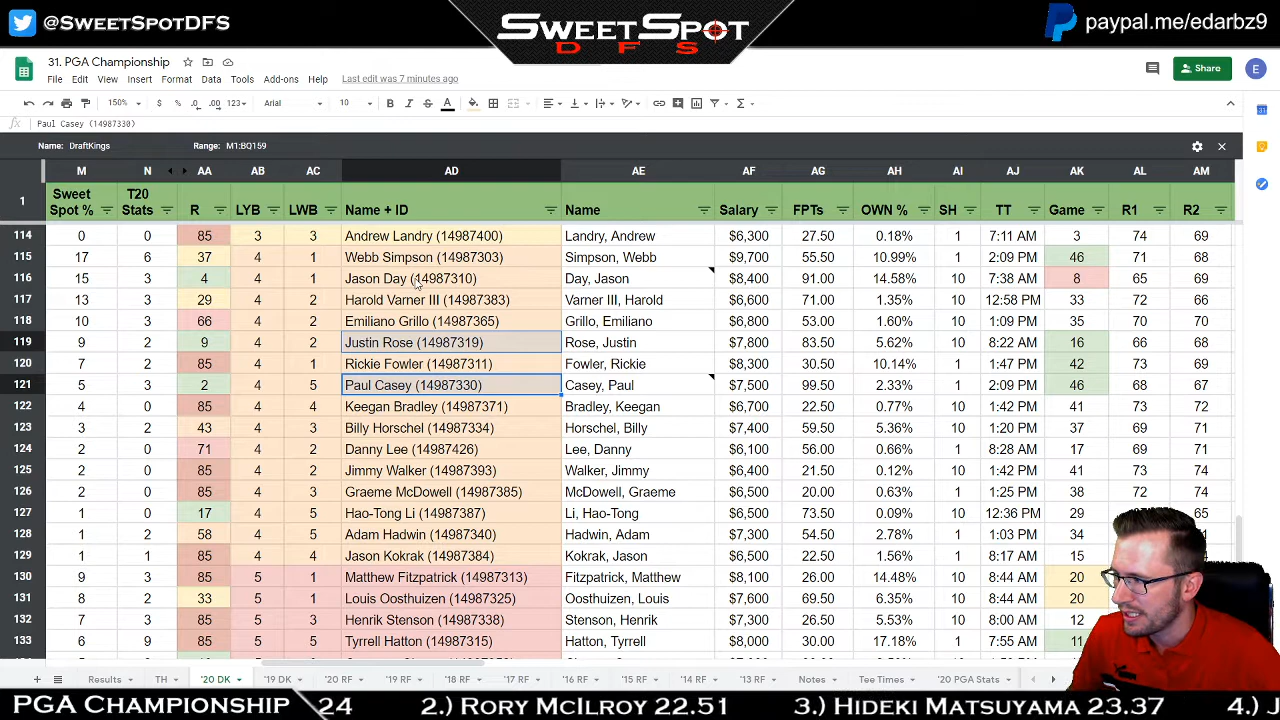 @SWEETSPOTDFS
SWEETSPOT
DFS
paypal.me/edarbz9
31. PGA Championship
File Edit View Insert Format Data Tools Add-ons Help Last edit was 7 minutes ago
Share
E
150% $ % .0 .00 123 Arial 10 B I S A
fx Paul Casey (14987330)
Name: DraftKings Range: M1:BQ159
M N AA AB AC AD AE AF AG AH AI AJ AK AL AM
1 Sweet Spot % T20 Stats R LYB LWB Name + ID Name Salary FPTs OWN % SH TT Game R1 R2
114 0 0 85 3 3 Andrew Landry (14987400) Landry, Andrew $6,300 27.50 0.18% 1 7:11 AM 3 74 69
115 17 6 37 4 1 Webb Simpson (14987303) Simpson, Webb $9,700 55.50 10.99% 1 2:09 PM 46 71 68
116 15 3 4 4 1 Jason Day (14987310) Day, Jason $8,400 91.00 14.58% 10 7:38 AM 8 65 69
117 13 3 29 4 2 Harold Varner III (14987383) Varner III, Harold $6,600 71.00 1.35% 1 12:58 PM 33 72 66
118 10 3 66 4 2 Emiliano Grillo (14987365) Grillo, Emiliano $6,800 53.00 1.60% 1 1:09 PM 35 70 70
119 9 2 9 4 2 Justin Rose (14987319) Rose, Justin $7,800 83.50 5.62% 10 8:22 AM 16 66 68
120 7 2 85 4 1 Rickie Fowler (14987311) Fowler, Rickie $8,300 30.50 10.14% 10 1:47 PM 42 73 69
121 5 3 2 4 5 Paul Casey (14987330) Casey, Paul $7,500 99.50 2.33% 1 2:09 PM 46 68 67
122 4 0 85 4 4 Keegan Bradley (14987371) Bradley, Keegan $6,700 22.50 0.77% 10 1:42 PM 41 73 72
123 3 2 43 4 2 Billy Horschel (14987334) Horschel, Billy $7,400 59.50 5.36% 10 1:20 PM 37 69 71
124 2 0 71 4 2 Danny Lee (14987426) Lee, Danny $6,100 56.00 0.66% 1 8:28 AM 17 69 71
125 2 0 85 4 2 Jimmy Walker (14987393) Walker, Jimmy $6,400 21.50 0.12% 10 1:42 PM 41 73 74
126 2 0 85 4 3 Graeme McDowell (14987385) McDowell, Graeme $6,500 20.00 0.63% 1 1:25 PM 38 72 74
127 1 0 17 4 5 Hao-Tong Li (14987387) Li, Hao-Tong $6,500 73.50 0.09% 1 12:36 PM 29 65
128 1 2 58 4 5 Adam Hadwin (14987340) Hadwin, Adam $7,300 54.50 2.78% 1 1:03 PM 34
129 1 1 85 4 4 Jason Kokrak (14987384) Kokrak, Jason $6,500 22.50 1.56% 1 8:17 AM 15
130 9 3 85 5 1 Matthew Fitzpatrick (14987313) Fitzpatrick, Matthew $8,100 26.00 14.48% 10 8:44 AM 20
131 8 2 33 5 1 Louis Oosthuizen (14987325) Oosthuizen, Louis $7,600 69.50 6.35% 10 8:44 AM 20
132 7 3 85 5 1 Henrik Stenson (14987338) Stenson, Henrik $7,300 26.50 5.53% 10 8:00 AM 12
133 6 9 85 5 5 Tyrrell Hatton (14987315) Hatton, Tyrrell $8,000 30.00 17.18% 10 7:55 AM 11
Results TH '20 DK '19 DK '20 RF '19 RF '18 RF '17 RF '16 RF '15 RF '14 RF '13 RF Notes Tee Times '20 PGA Stats
PGA CHAMPIONSHIP 24 2.) RORY MCILROY 22.51 3.) HIDEKI MATSUYAMA 23.37 4.) J